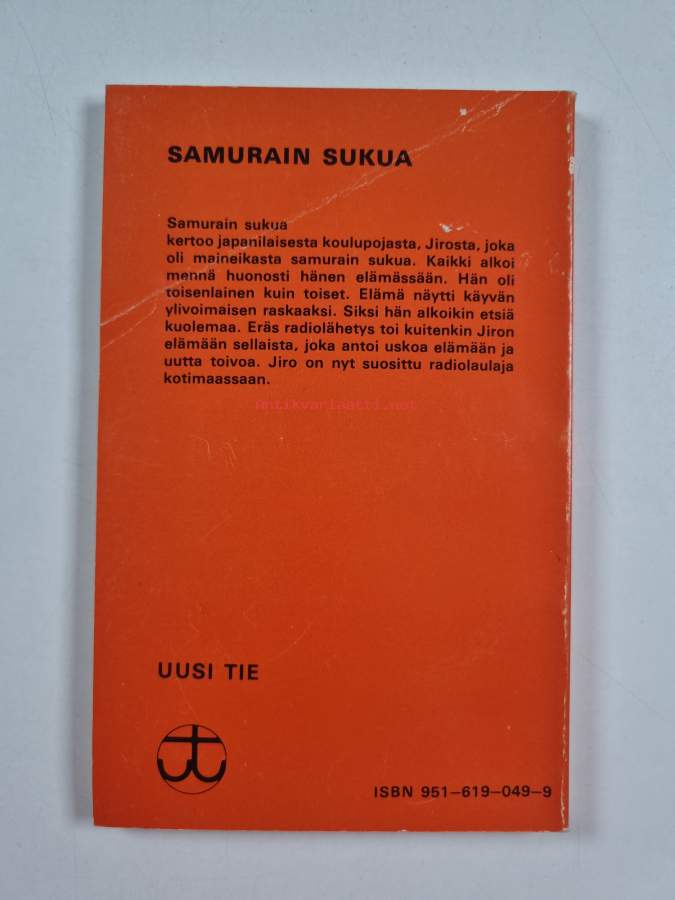 SAMURAIN SUKUA
Samurain sukua
kertoo japanilaisesta koulupojasta, Jirosta, joka
oli maineikasta samurain sukua. Kaikki alkoi
mennä huonosti hänen elämässään. Hän oli
toisenlainen kuin toiset. Elämä näytti käyvän
ylivoimaisen raskaaksi. Siksi hän alkoikin etsiä
kuolemaa. Eräs radiolähetys toi kuitenkin Jiron
elämään sellaista, joka antoi uskoa elämään ja
uutta toivoa. Jiro on nyt suosittu radiolaulaja
kotimaassaan.
Antikvariaatti.net
UUSI TIE
ISBN 951-619-049-9